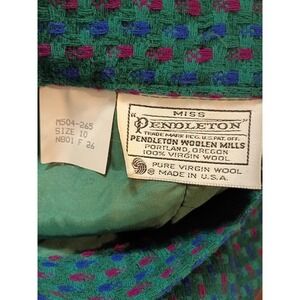 M504-265
SIZE 10
NB01 F 26
MISS
"PENDLETON"
TRADE MARK REG. U.S. PAT. OFF.
PENDLETON WOOLEN MILLS
PORTLAND, OREGON
100% VIRGIN WOOL
PURE VIRGIN WOOL
® MADE IN U.S.A.